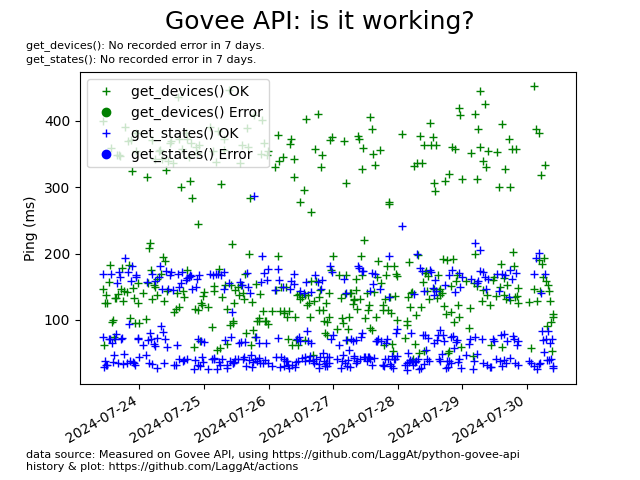 Govee API: is it working?
get_devices(): No recorded error in 7 days.
get_states(): No recorded error in 7 days.
get_devices() OK
get_devices() Error
get_states() OK
get_states() Error
400
300
200
100
Ping (ms)
2024-07-24
2024-07-25
2024-07-26
2024-07-27
2024-07-28
2024-07-29
2024-07-30
data source: Measured on Govee API, using https://github.com/LaggAt/python-govee-api
history & plot: https://github.com/LaggAt/actions